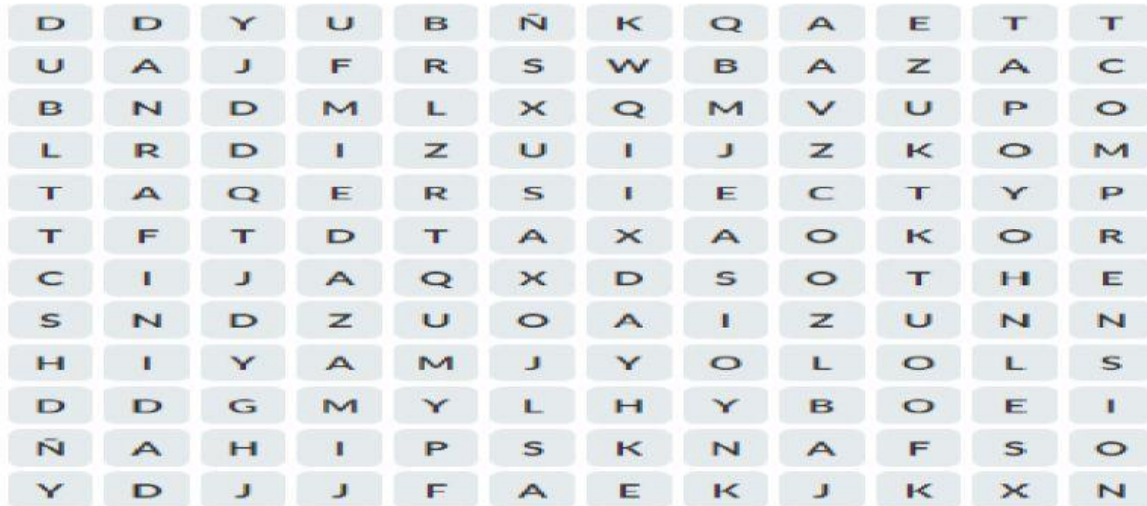 D D Y U B Ñ K Q A E T T
U A J F R S W B A Z A C
B N D M L X Q M V U P O
L R D I Z U I J Z K O M
T A Q E R S I E C T Y P
T F T D T A X A O K O R
C I J A Q X D S O T H E
S N D Z U O A I Z U N N
H I Y A M J Y O L O L S
D D G M Y L H Y B O E I
Ñ A H I P S K N A F S O
Y D J J F A E K J K X N